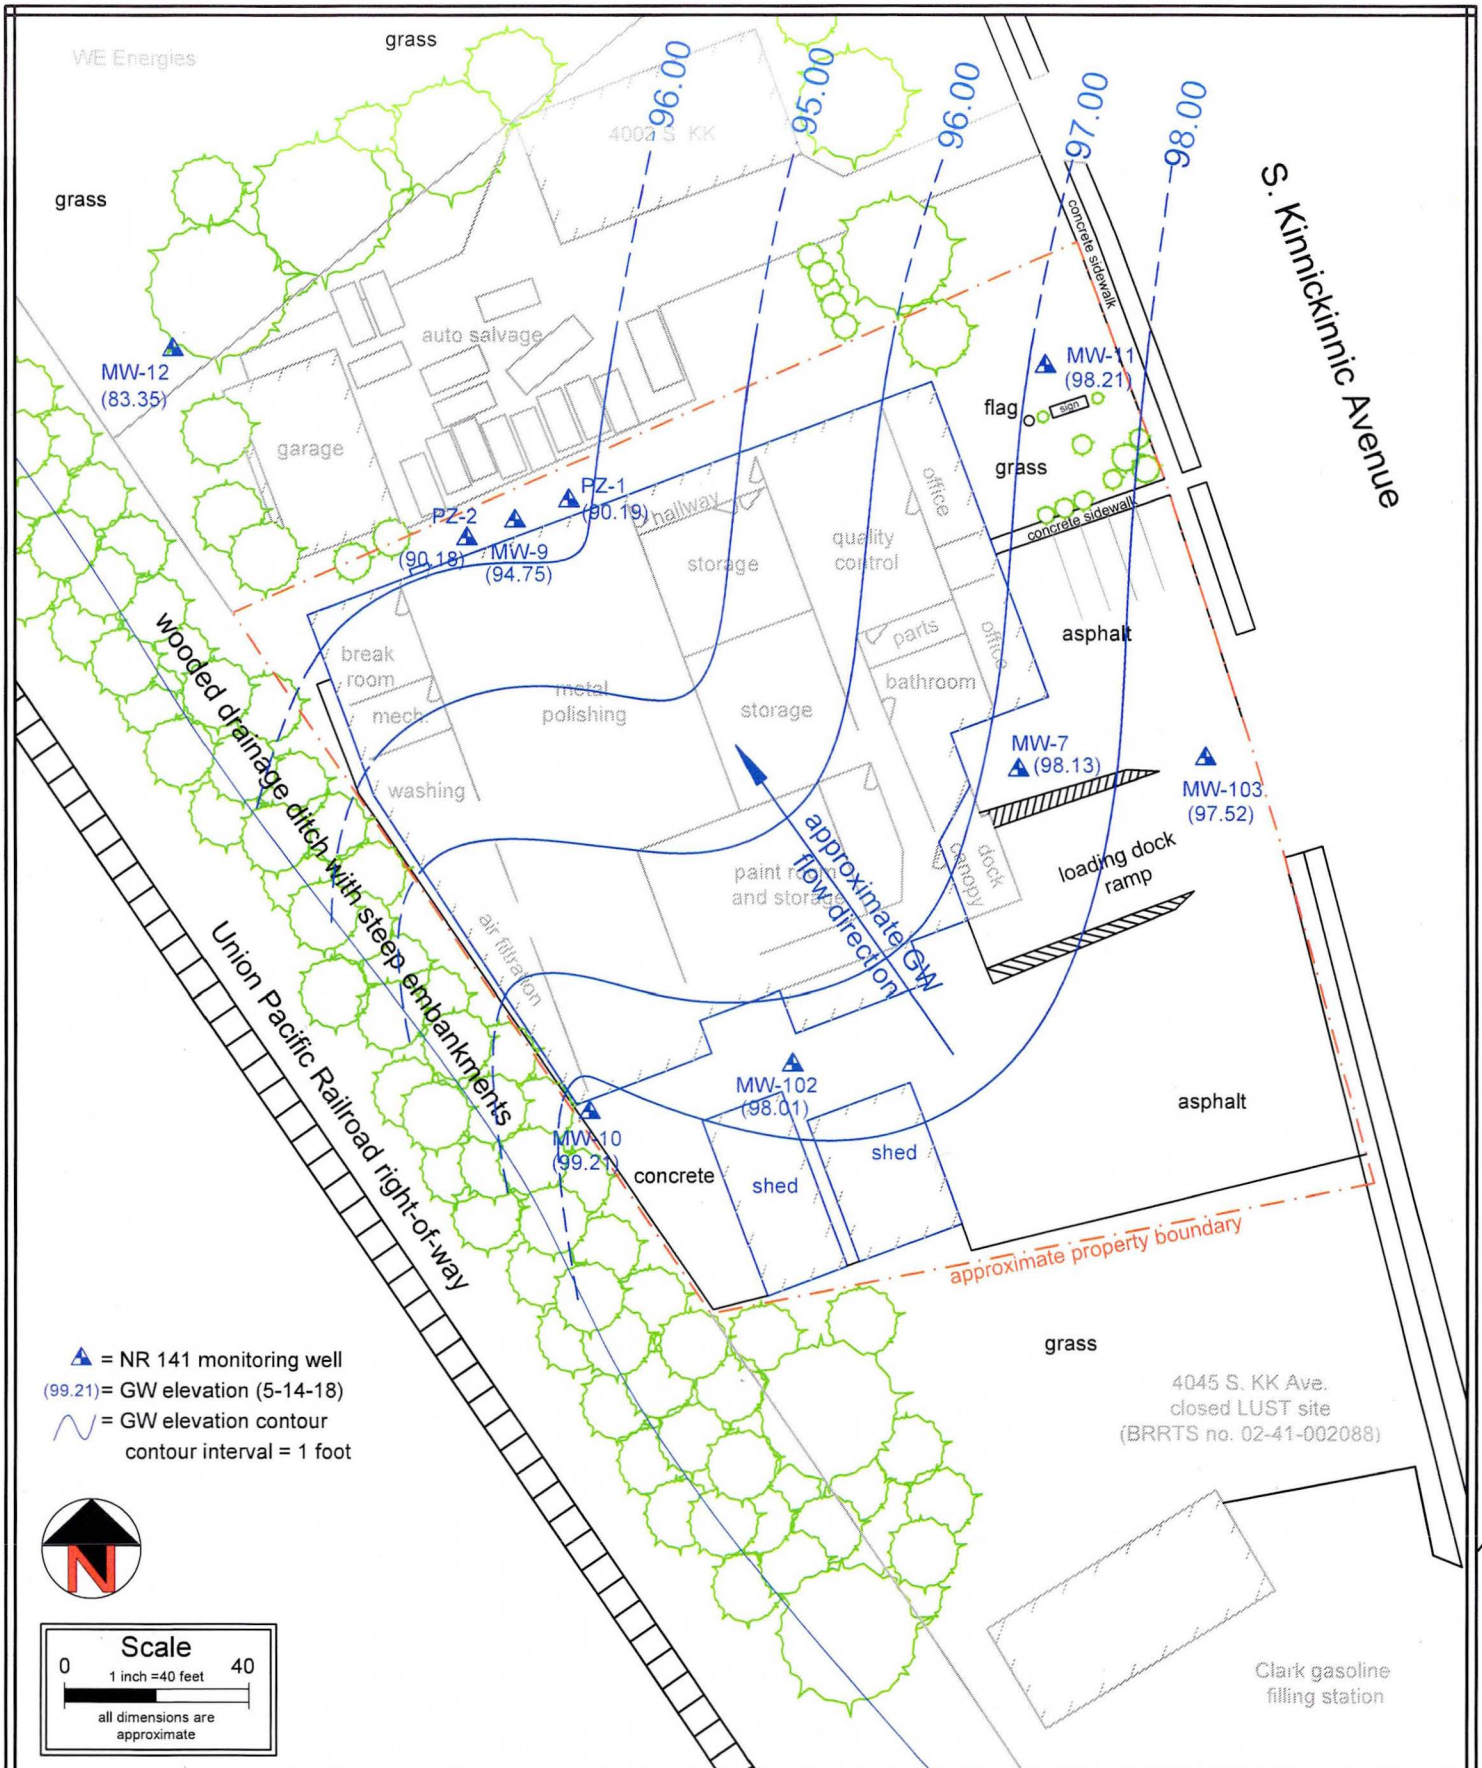 WE Energies
grass
96.00
95.00
96.00
97.00
98.00
4002 S. KK
grass
S. Kinnickinnic Avenue
concrete sidewalk
auto salvage
MW-12
(83.35)
MW-11
(98.21)
flag
sign
garage
grass
PZ-1
(90.19)
hallway
office
PZ-2
(90.18)
MW-9
(94.75)
concrete sidewalk
quality
control
storage
asphalt
parts
office
break
room
bathroom
mech.
metal
polishing
storage
wooded drainage ditch with steep embankments
MW-7
(98.13)
MW-103
(97.52)
washing
approximate GW
flow direction
dock
canopy
loading dock
ramp
paint room
and storage
air filtration
Union Pacific Railroad right-of-way
MW-102
(98.01)
asphalt
MW-10
(99.21)
concrete
shed
shed
approximate property boundary
grass
= NR 141 monitoring well
(99.21)= GW elevation (5-14-18)
= GW elevation contour
contour interval = 1 foot
4045 S. KK Ave.
closed LUST site
(BRRTS no. 02-41-002088)
N
Scale
0 40
1 inch =40 feet
all dimensions are
approximate
Clark gasoline
filling station